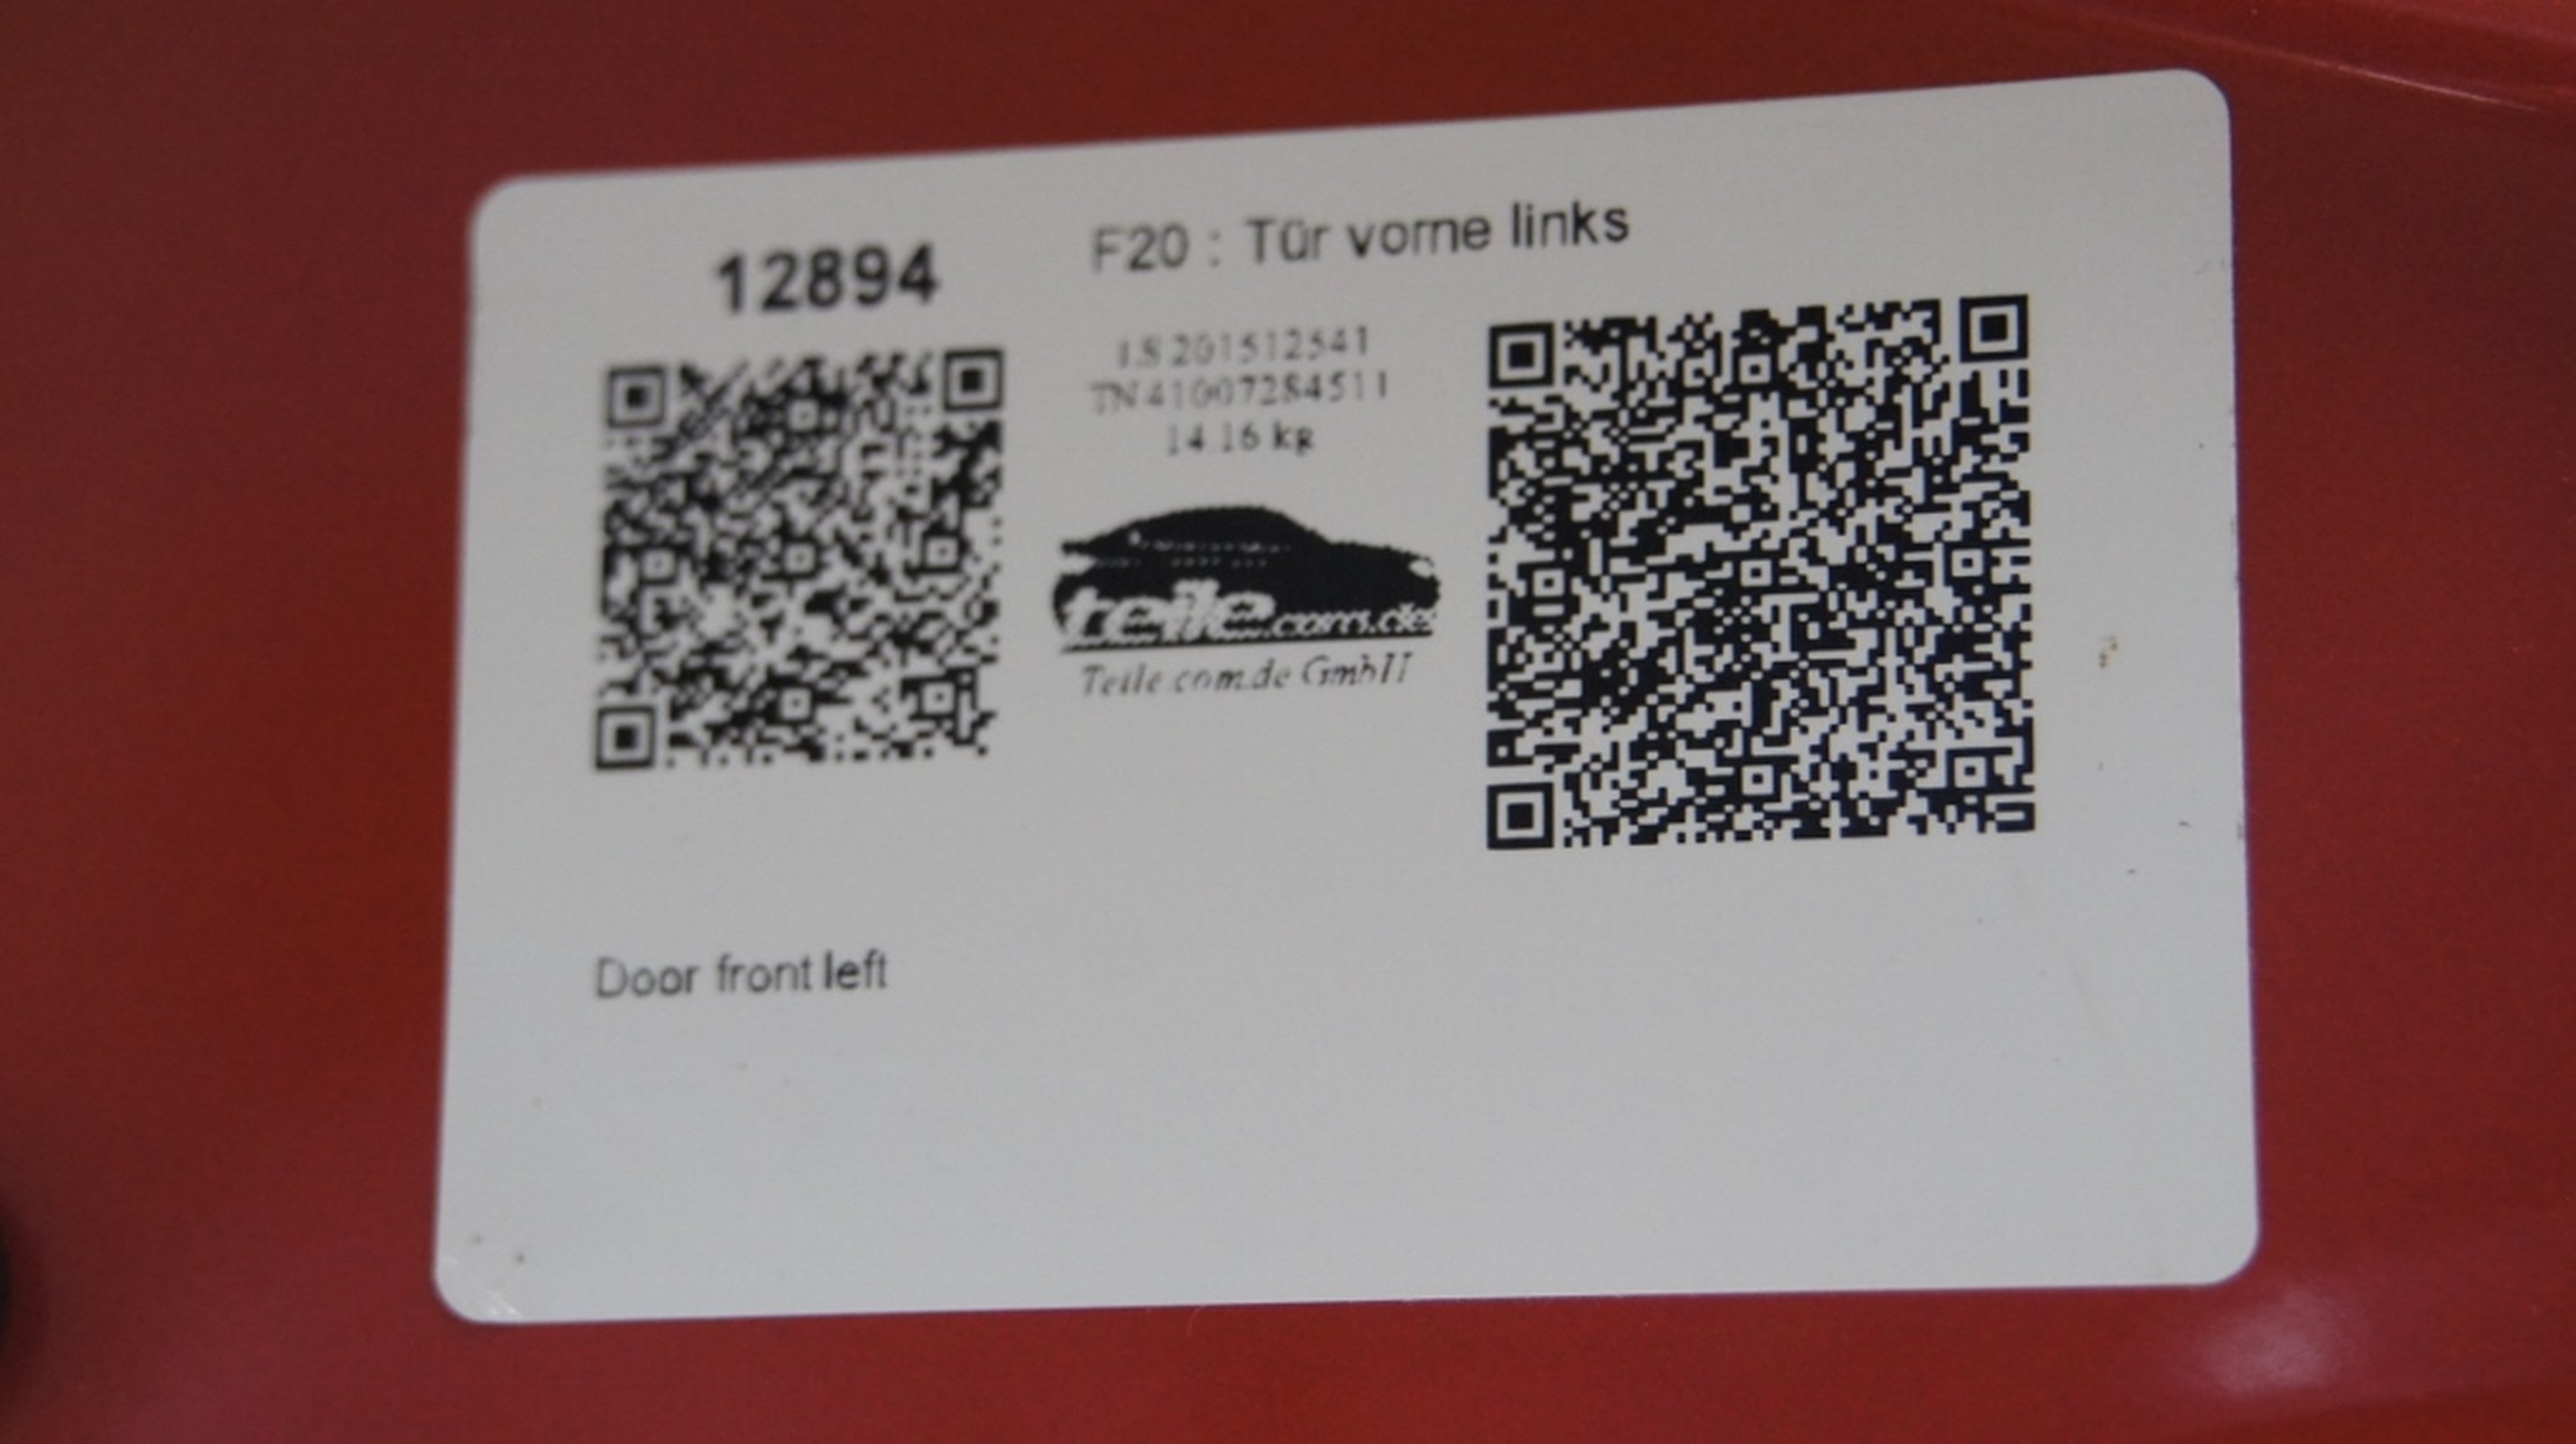 12894
F20 : Tür vorne links
LS 201512541
TN 41007284511
14.16 kg
teile.com.de
Teile.com.de GmbH
Door front left